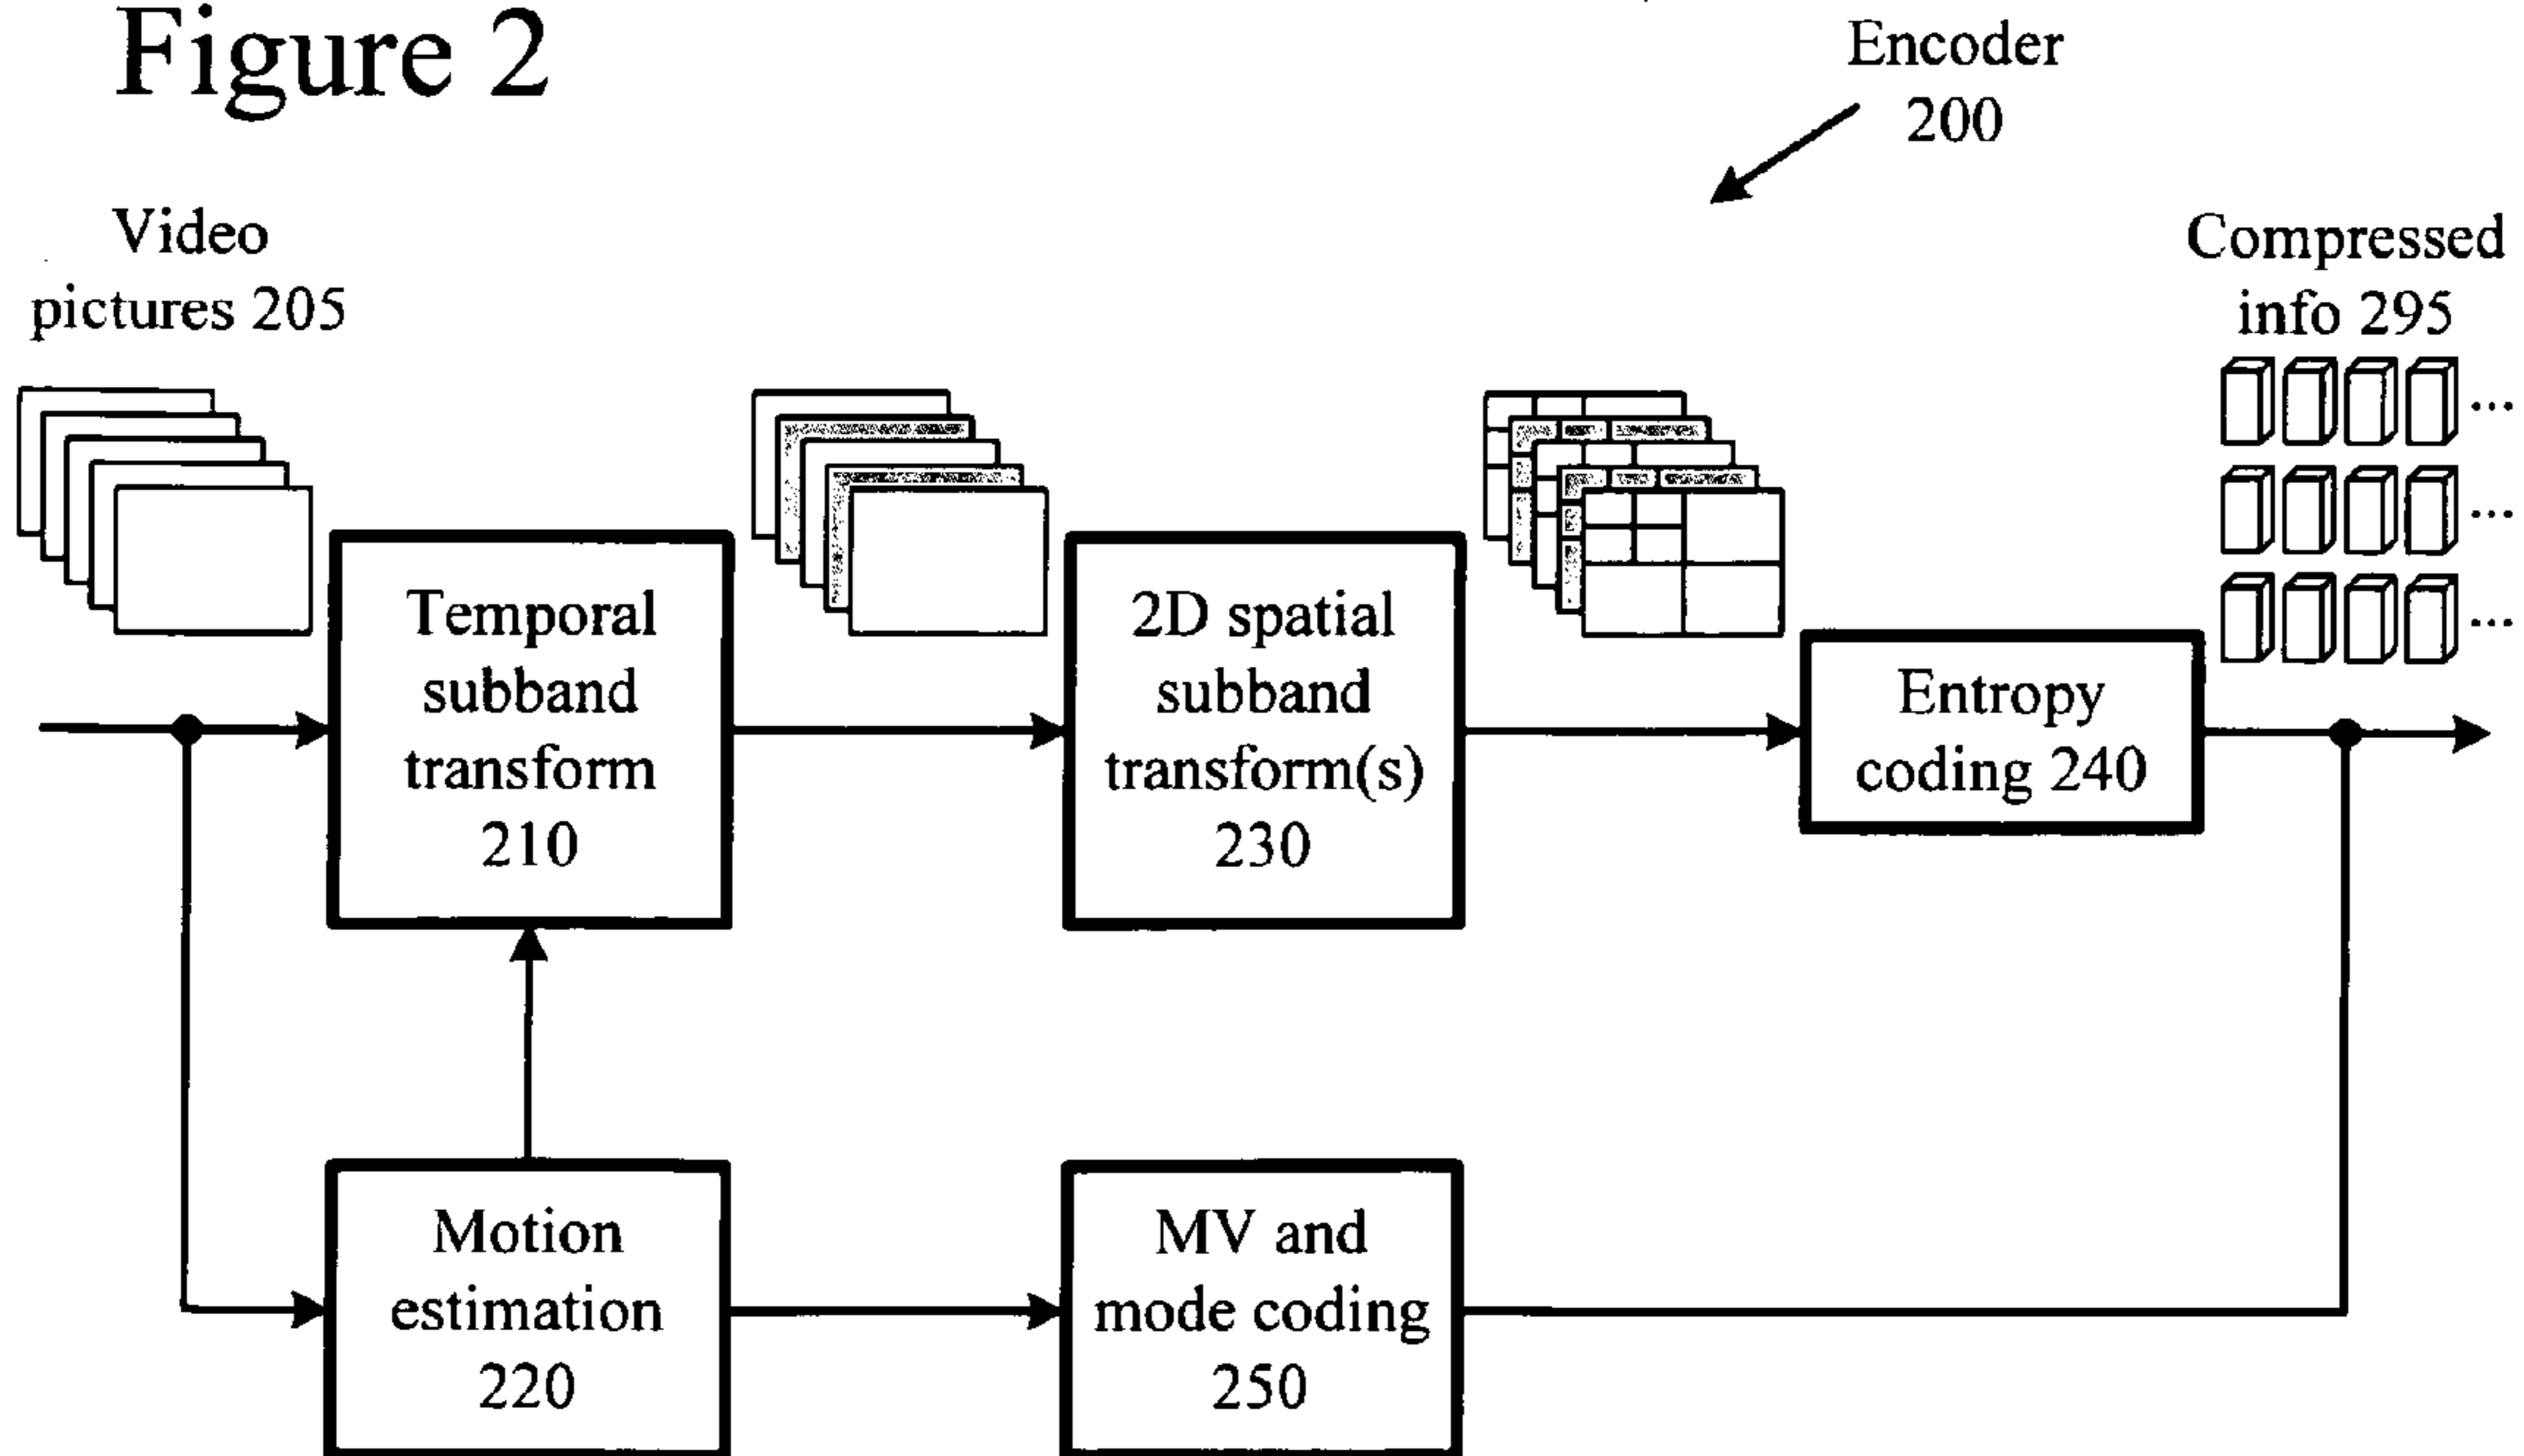 Figure 2
Encoder
200
Video
pictures 205
Compressed
info 295
...
...
...
Temporal
subband
transform
210
2D spatial
subband
transform(s)
230
Entropy
coding 240
Motion
estimation
220
MV and
mode coding
250